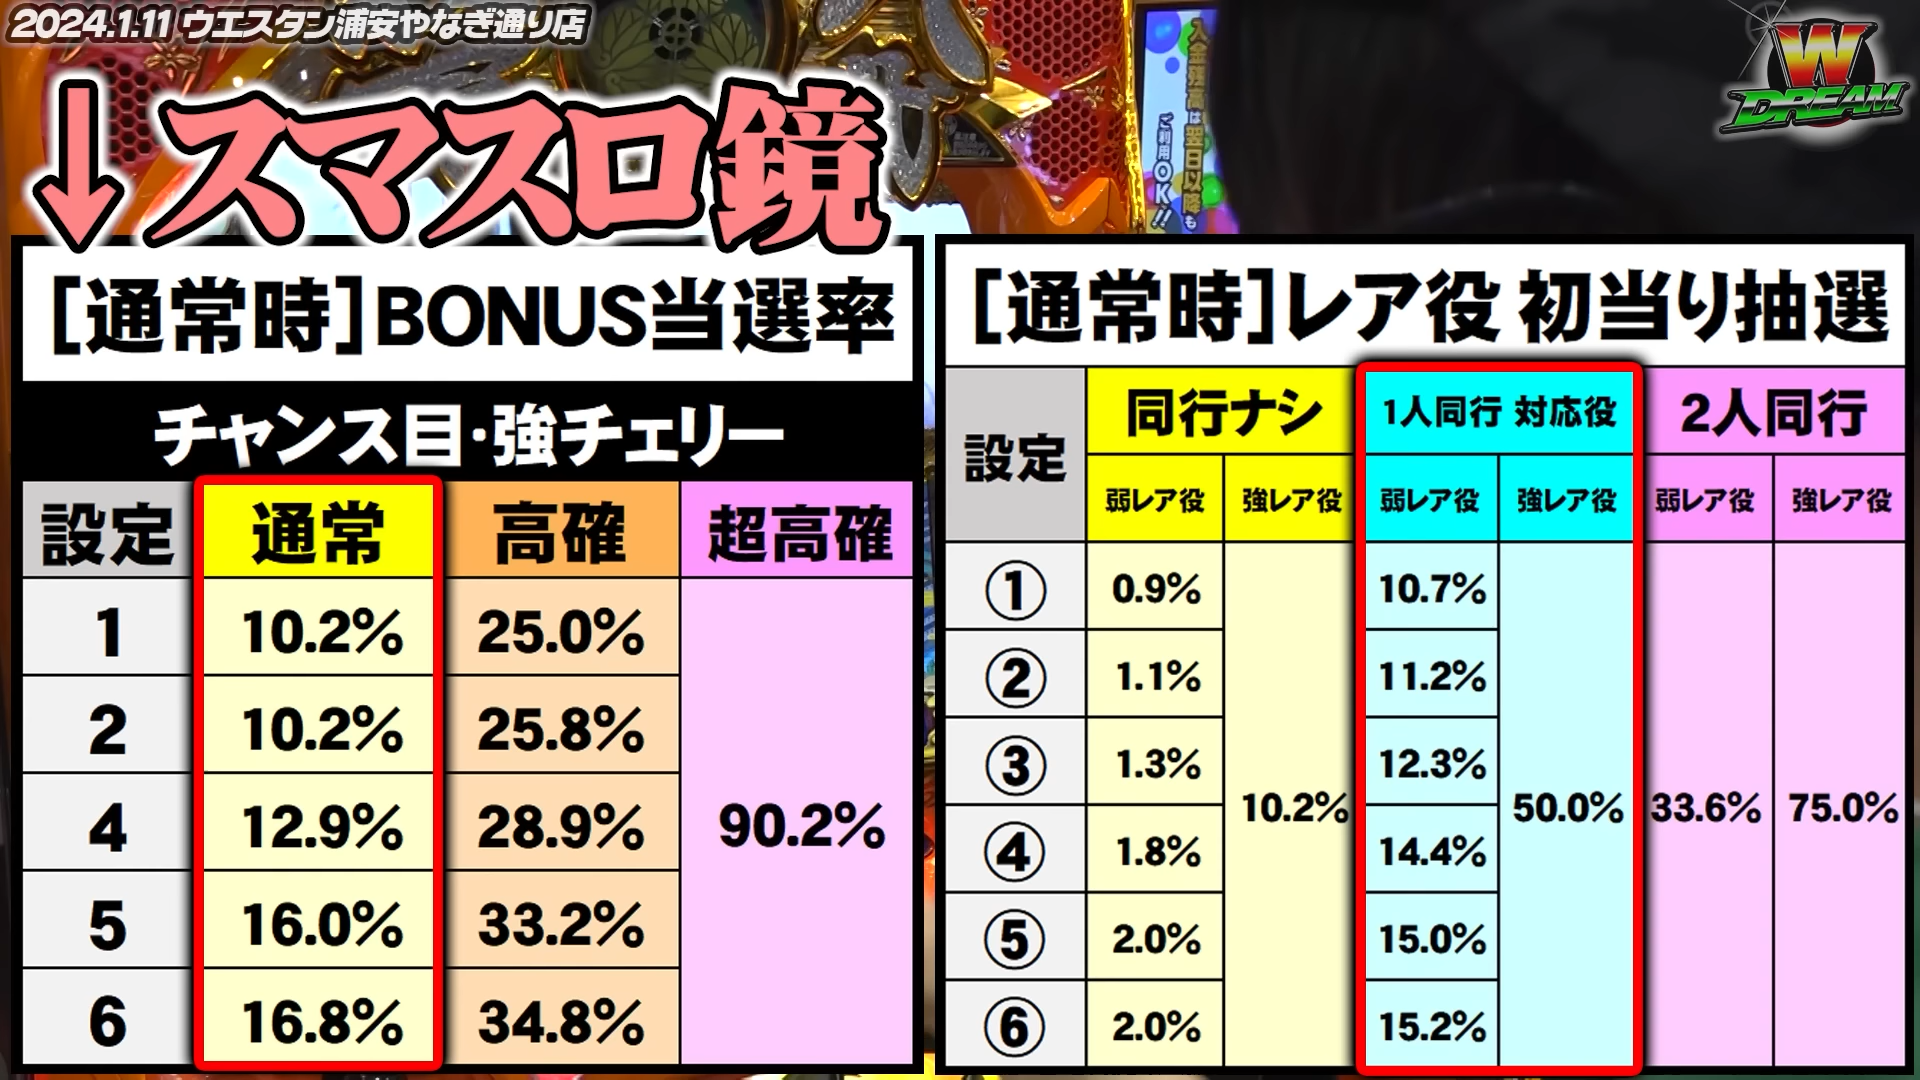 2024.1.11 ウエスタン浦安やなぎ通り店
W
DREAM
入金残高は翌日以降も
ご利用OK!!
↓スマスロ鏡
[通常時]BONUS当選率
チャンス目・強チェリー
設定 通常 高確 超高確
1 10.2% 25.0%
2 10.2% 25.8%
4 12.9% 28.9% 90.2%
5 16.0% 33.2%
6 16.8% 34.8%
[通常時]レア役 初当り抽選
設定 同行ナシ 1人同行 対応役 2人同行
弱レア役 強レア役 弱レア役 強レア役 弱レア役 強レア役
① 0.9% 10.7%
② 1.1% 11.2%
③ 1.3% 12.3%
10.2% 50.0% 33.6% 75.0%
④ 1.8% 14.4%
⑤ 2.0% 15.0%
⑥ 2.0% 15.2%